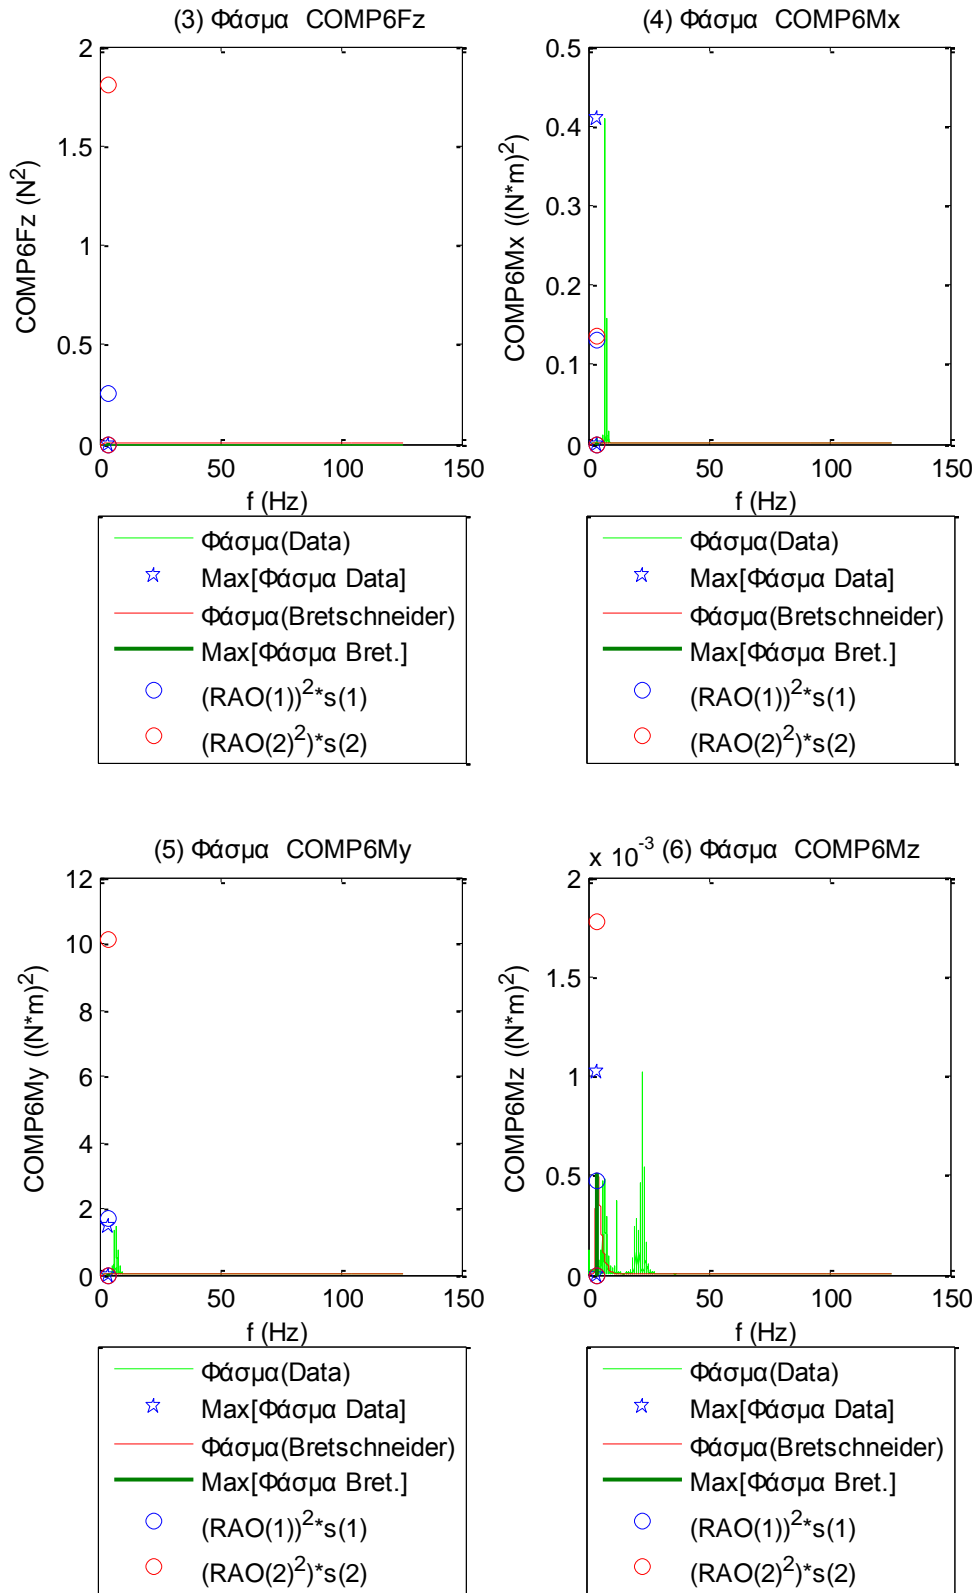 (3) Φάσμα COMP6Fz
COMP6Fz (N^2)
2
1.5
1
0.5
0
0 50 100 150
f (Hz)
Φάσμα(Data)
Max[Φάσμα Data]
Φάσμα(Bretschneider)
Max[Φάσμα Bret.]
(RAO(1))^2*s(1)
(RAO(2)^2)*s(2)
(4) Φάσμα COMP6Mx
COMP6Mx ((N*m)^2)
0.5
0.4
0.3
0.2
0.1
0
0 50 100 150
f (Hz)
Φάσμα(Data)
Max[Φάσμα Data]
Φάσμα(Bretschneider)
Max[Φάσμα Bret.]
(RAO(1))^2*s(1)
(RAO(2)^2)*s(2)
(5) Φάσμα COMP6My
COMP6My ((N*m)^2)
12
10
8
6
4
2
0
0 50 100 150
f (Hz)
Φάσμα(Data)
Max[Φάσμα Data]
Φάσμα(Bretschneider)
Max[Φάσμα Bret.]
(RAO(1))^2*s(1)
(RAO(2)^2)*s(2)
x 10^-3 (6) Φάσμα COMP6Mz
COMP6Mz ((N*m)^2)
2
1.5
1
0.5
0
0 50 100 150
f (Hz)
Φάσμα(Data)
Max[Φάσμα Data]
Φάσμα(Bretschneider)
Max[Φάσμα Bret.]
(RAO(1))^2*s(1)
(RAO(2)^2)*s(2)